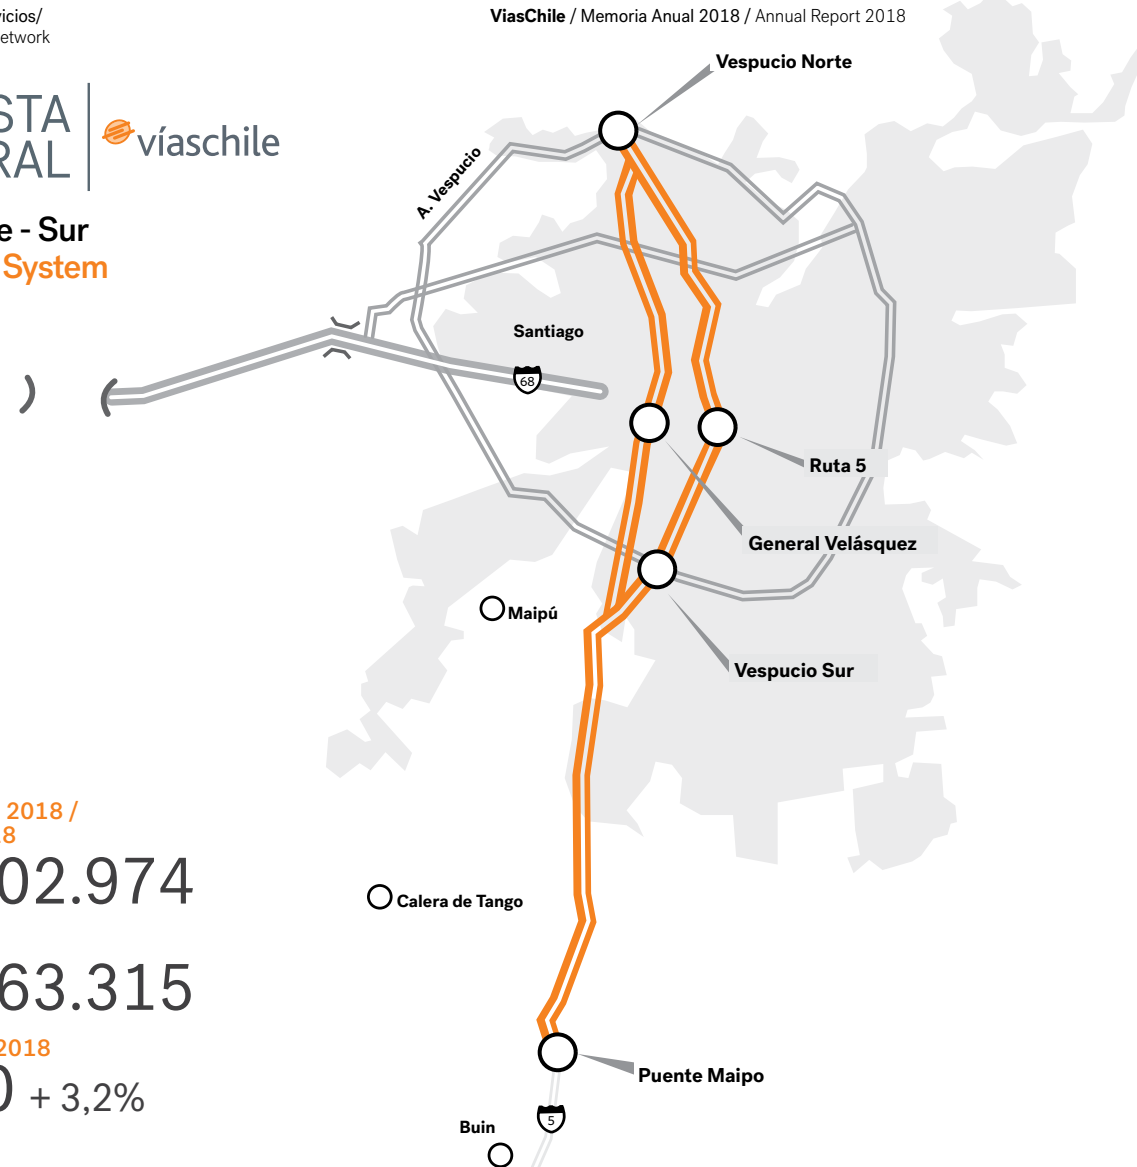 vicios/
etwork
ViasChile / Memoria Anual 2018 / Annual Report 2018
STA
RAL
víaschile
e - Sur
System
Vespucio Norte
A. Vespucio
Santiago
68
Ruta 5
General Velásquez
Maipú
Vespucio Sur
2018 /
8
02.974
Calera de Tango
63.315
2018
0 + 3,2%
Puente Maipo
5
Buin